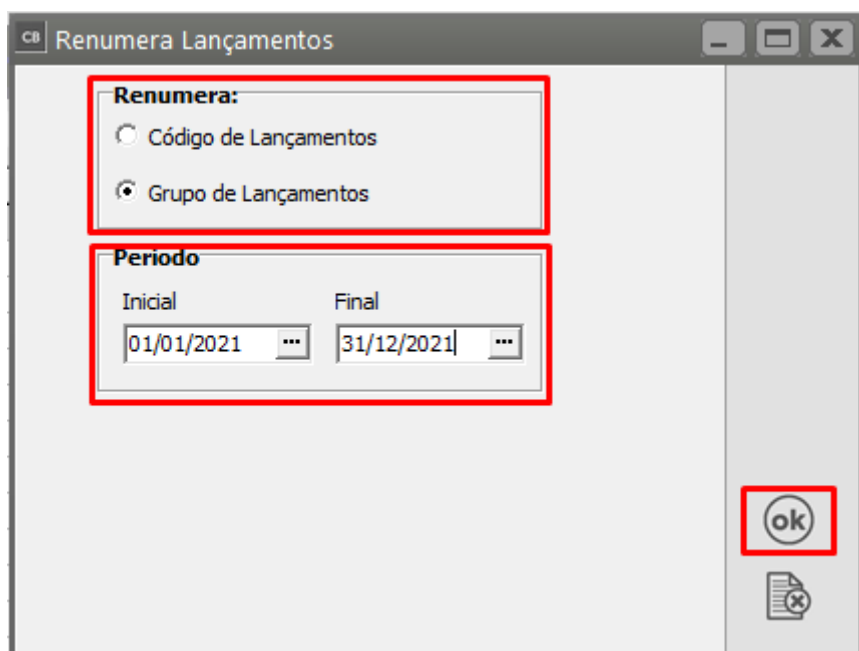 CB Renumera Lançamentos
Renumera:
Código de Lançamentos
Grupo de Lançamentos
Período
Inicial Final
01/01/2021 ... 31/12/2021 ...
ok